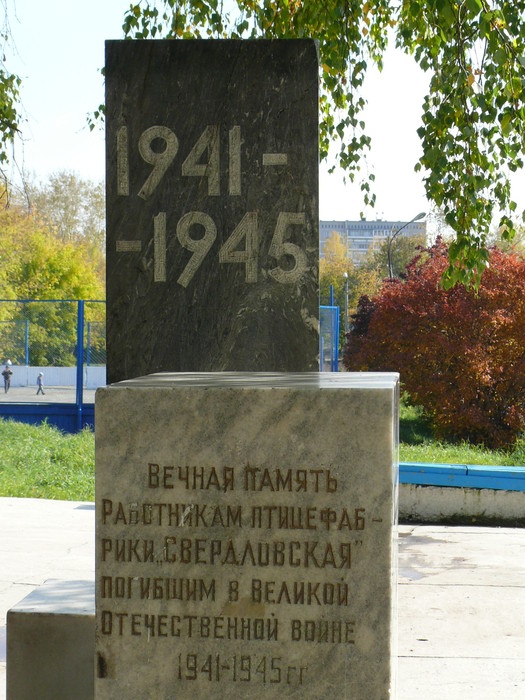 1941-
-1945
ВЕЧНАЯ ПАМЯТЬ
РАБОТНИКАМ ПТИЦЕФАБ-
РИКИ „СВЕРДЛОВСКАЯ"
ПОГИБШИМ В ВЕЛИКОЙ
ОТЕЧЕСТВЕННОЙ ВОЙНЕ
1941-1945 гг